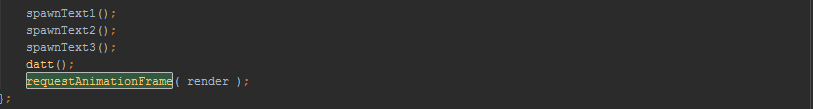 spawnText1();
spawnText2();
spawnText3();
datt();
requestAnimationFrame( render );
};